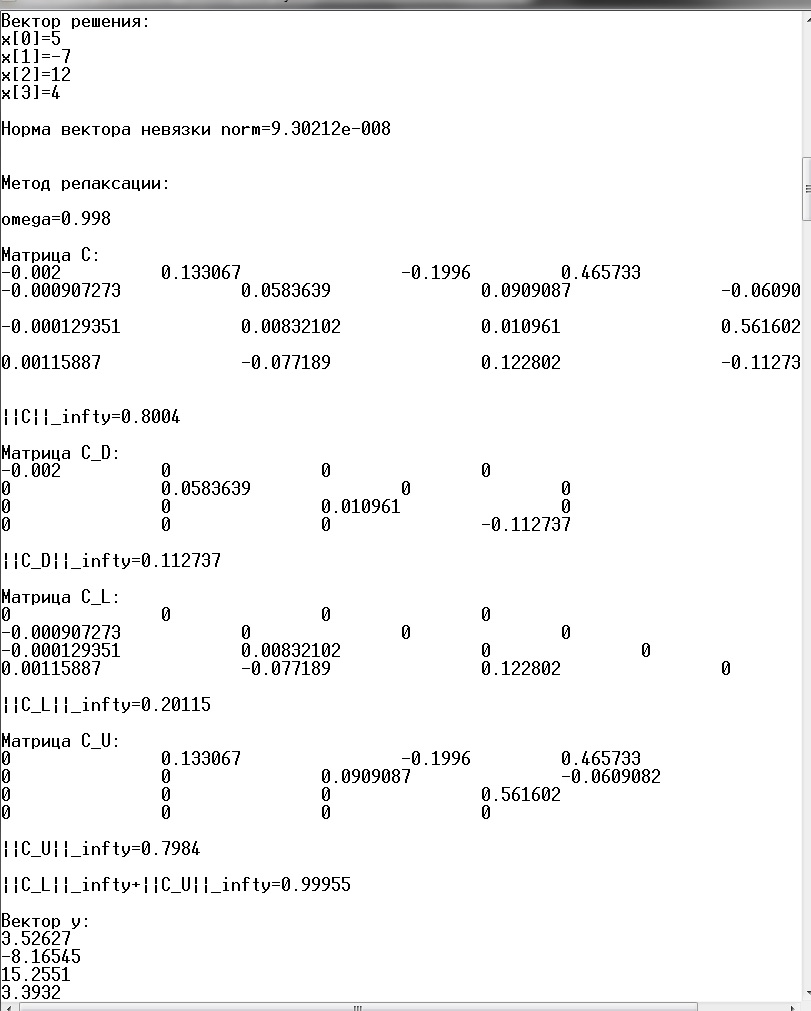 Вектор решения:
x[0]=5
x[1]=-7
x[2]=12
x[3]=4
Норма вектора невязки norm=9.30212e-008
Метод релаксации:
omega=0.998
Матрица C:
-0.002 0.133067 -0.1996 0.465733
-0.000907273 0.0583639 0.0909087 -0.06090
-0.000129351 0.00832102 0.010961 0.561602
0.00115887 -0.077189 0.122802 -0.11273
||C||_infty=0.8004
Матрица C_D:
-0.002 0 0 0
0 0.0583639 0 0
0 0 0.010961 0
0 0 0 -0.112737
||C_D||_infty=0.112737
Матрица C_L:
0 0 0 0
-0.000907273 0 0 0
-0.000129351 0.00832102 0 0
0.00115887 -0.077189 0.122802 0
||C_L||_infty=0.20115
Матрица C_U:
0 0.133067 -0.1996 0.465733
0 0 0.0909087 -0.0609082
0 0 0 0.561602
0 0 0 0
||C_U||_infty=0.7984
||C_L||_infty+||C_U||_infty=0.99955
Вектор y:
3.52627
-8.16545
15.2551
3.3932